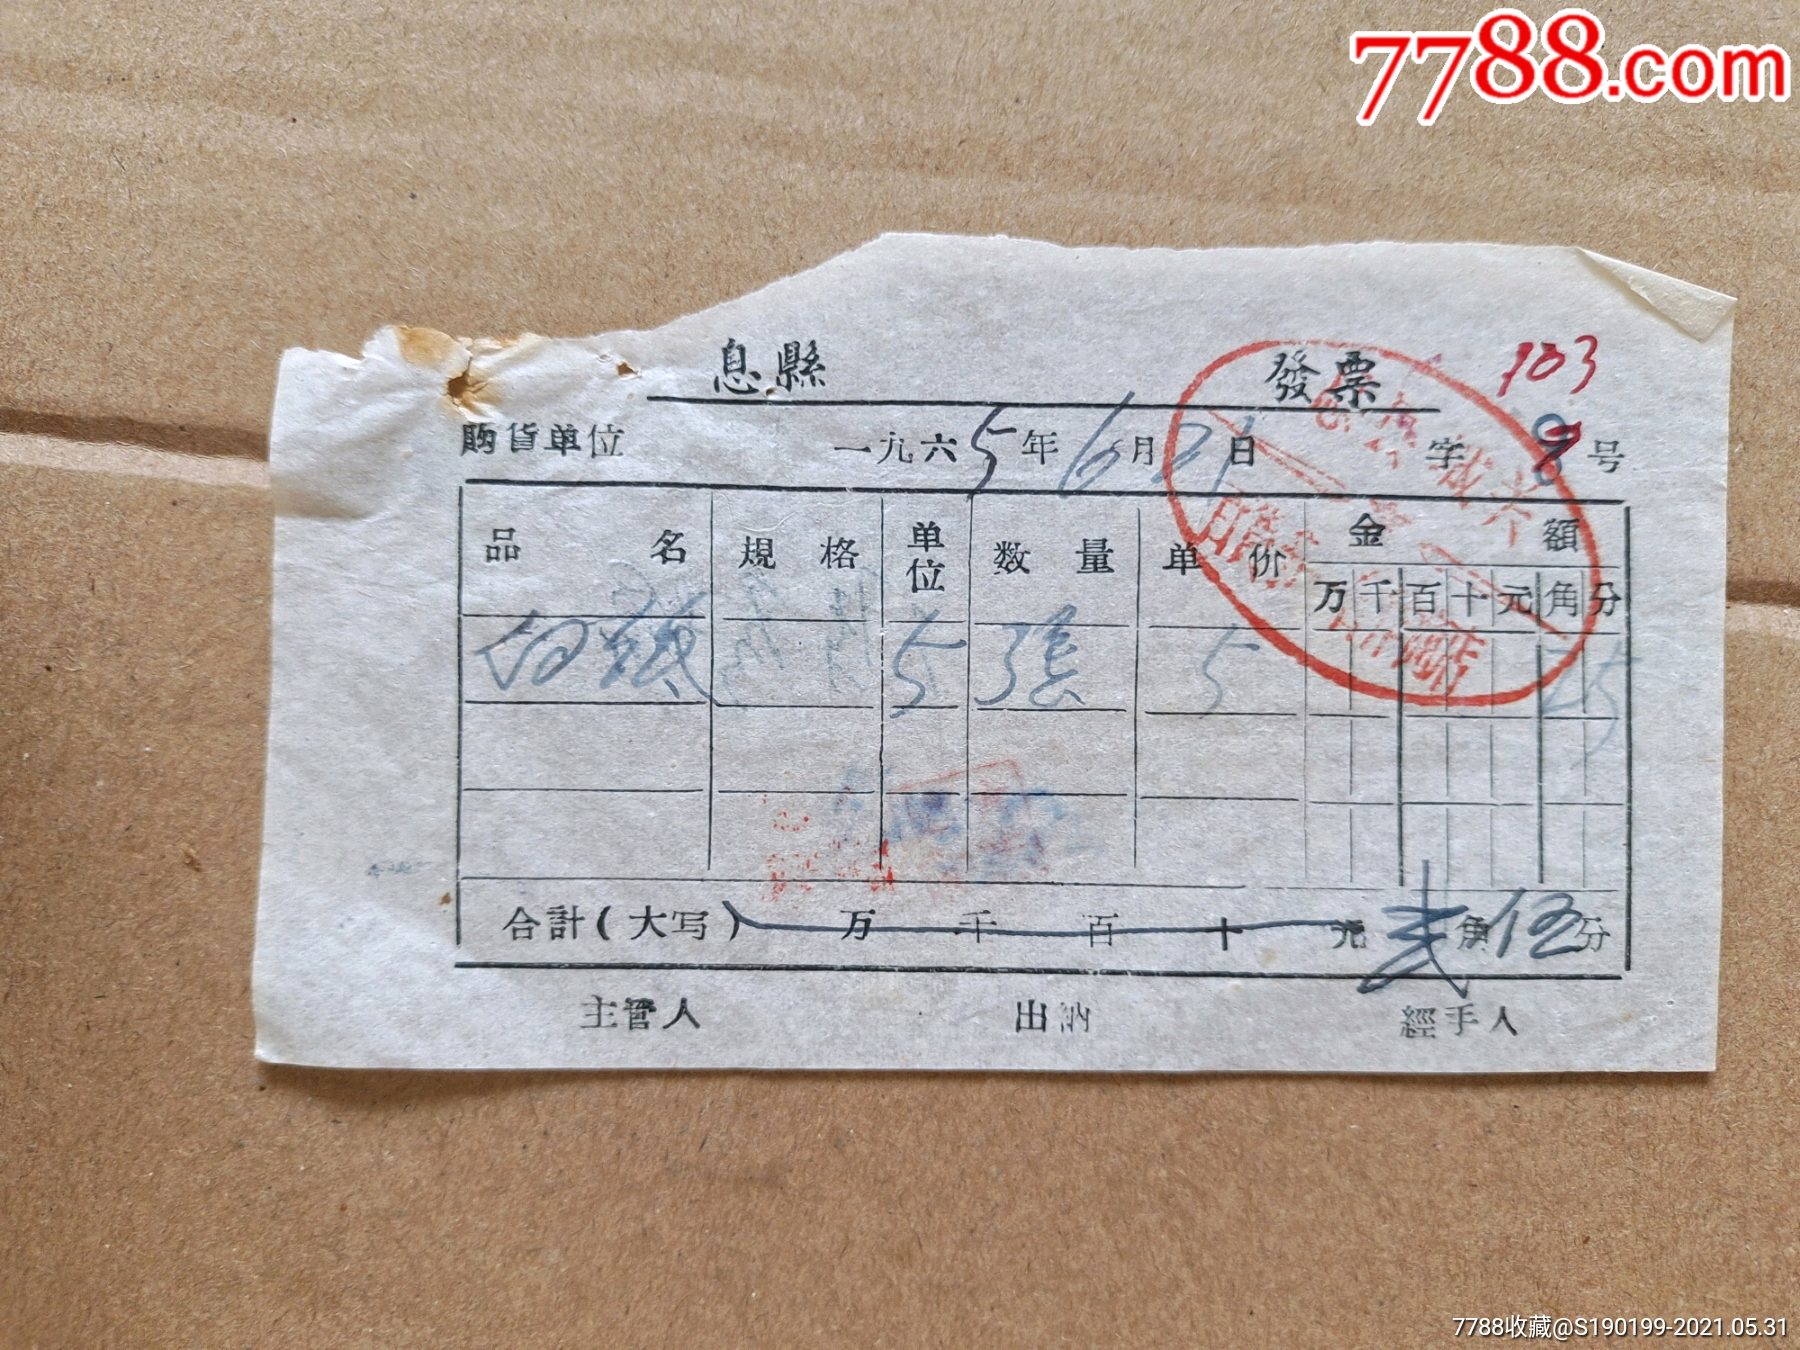 7788.com
息縣 發票 103
購货单位 一九六5年6月21日 字 8号
品名 規格 单位 数量 单价 金額
万千百十元角分
白紙 5 張 5 25
合計(大写) 万 千 百 十 元 弍角伍分
主管人 出納 經手人
7788收藏@S190199-2021.05.31